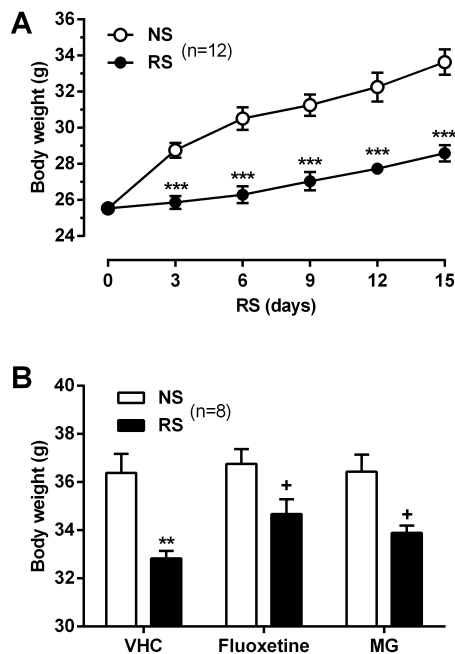 A
NS
RS (n=12)
Body weight (g)
36
34
32
30
28
26
24
*** *** *** *** ***
0 3 6 9 12 15
RS (days)
B
NS
RS (n=8)
Body weight (g)
40
38
36
34
32
30
** + +
VHC Fluoxetine MG